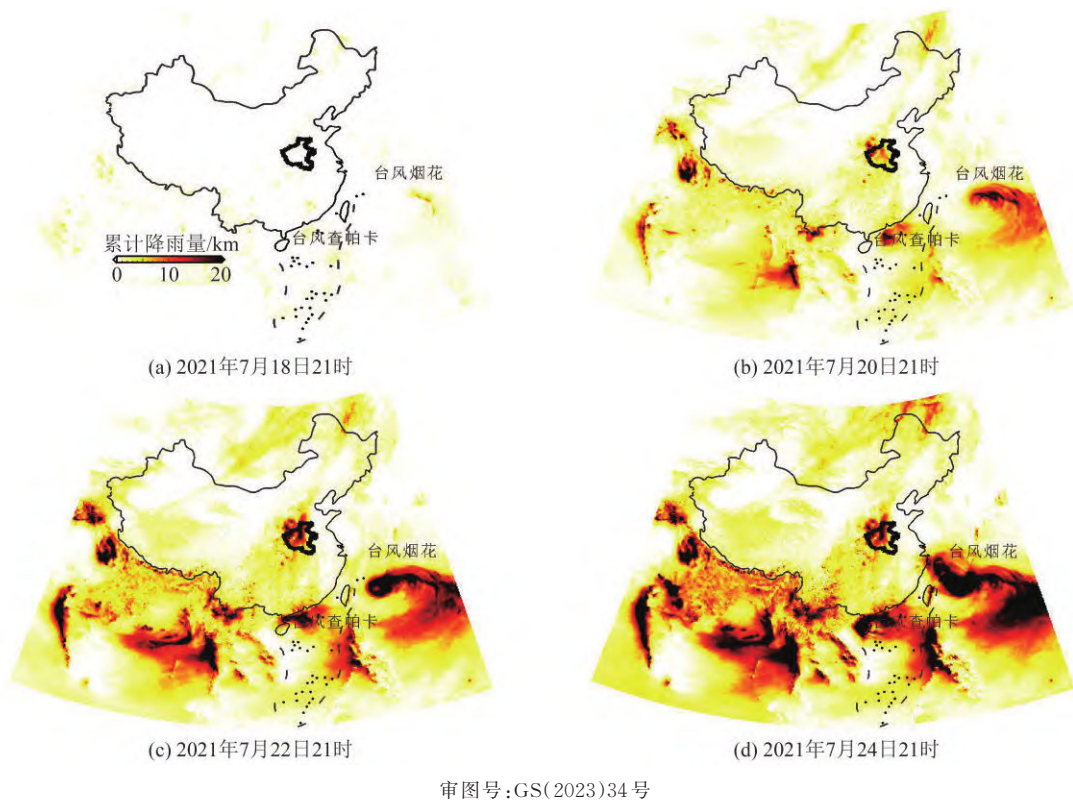 台风烟花
台风查帕卡
累计降雨量/km
0 10 20
(a) 2021年7月18日21时
台风烟花
台风查帕卡
(b) 2021年7月20日21时
台风烟花
台风查帕卡
(c) 2021年7月22日21时
台风烟花
台风查帕卡
(d) 2021年7月24日21时
审图号:GS(2023)34号